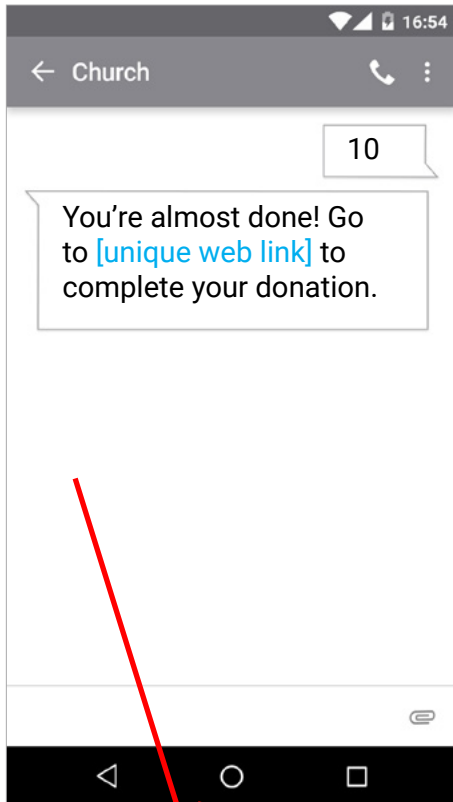 16:54
Church
10
You’re almost done! Go
to [unique web link] to
complete your donation.